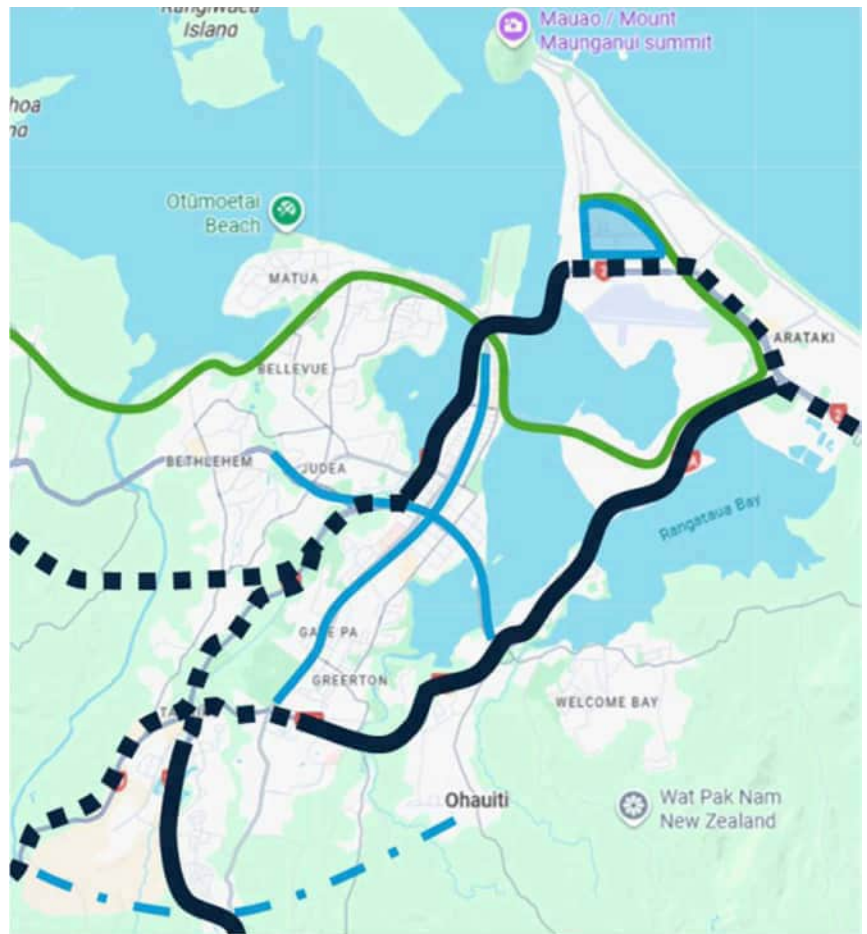 Island
Mauao / Mount
Maunganui summit
Otūmoetai
Beach
MATUA
ARATAKI
BELLEVUE
2
BETHLEHEM
JUDEA
Rangataua Bay
GATE PA
GREERTON
WELCOME BAY
Ohauiti
Wat Pak Nam
New Zealand